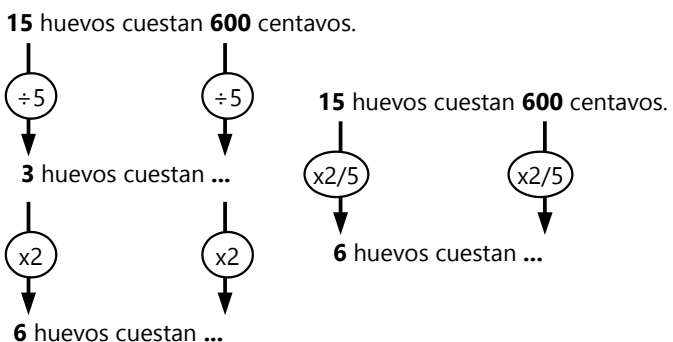 15 huevos cuestan 600 centavos.
÷5 ÷5
3 huevos cuestan ...
x2 x2
6 huevos cuestan ...
15 huevos cuestan 600 centavos.
x2/5 x2/5
6 huevos cuestan ...